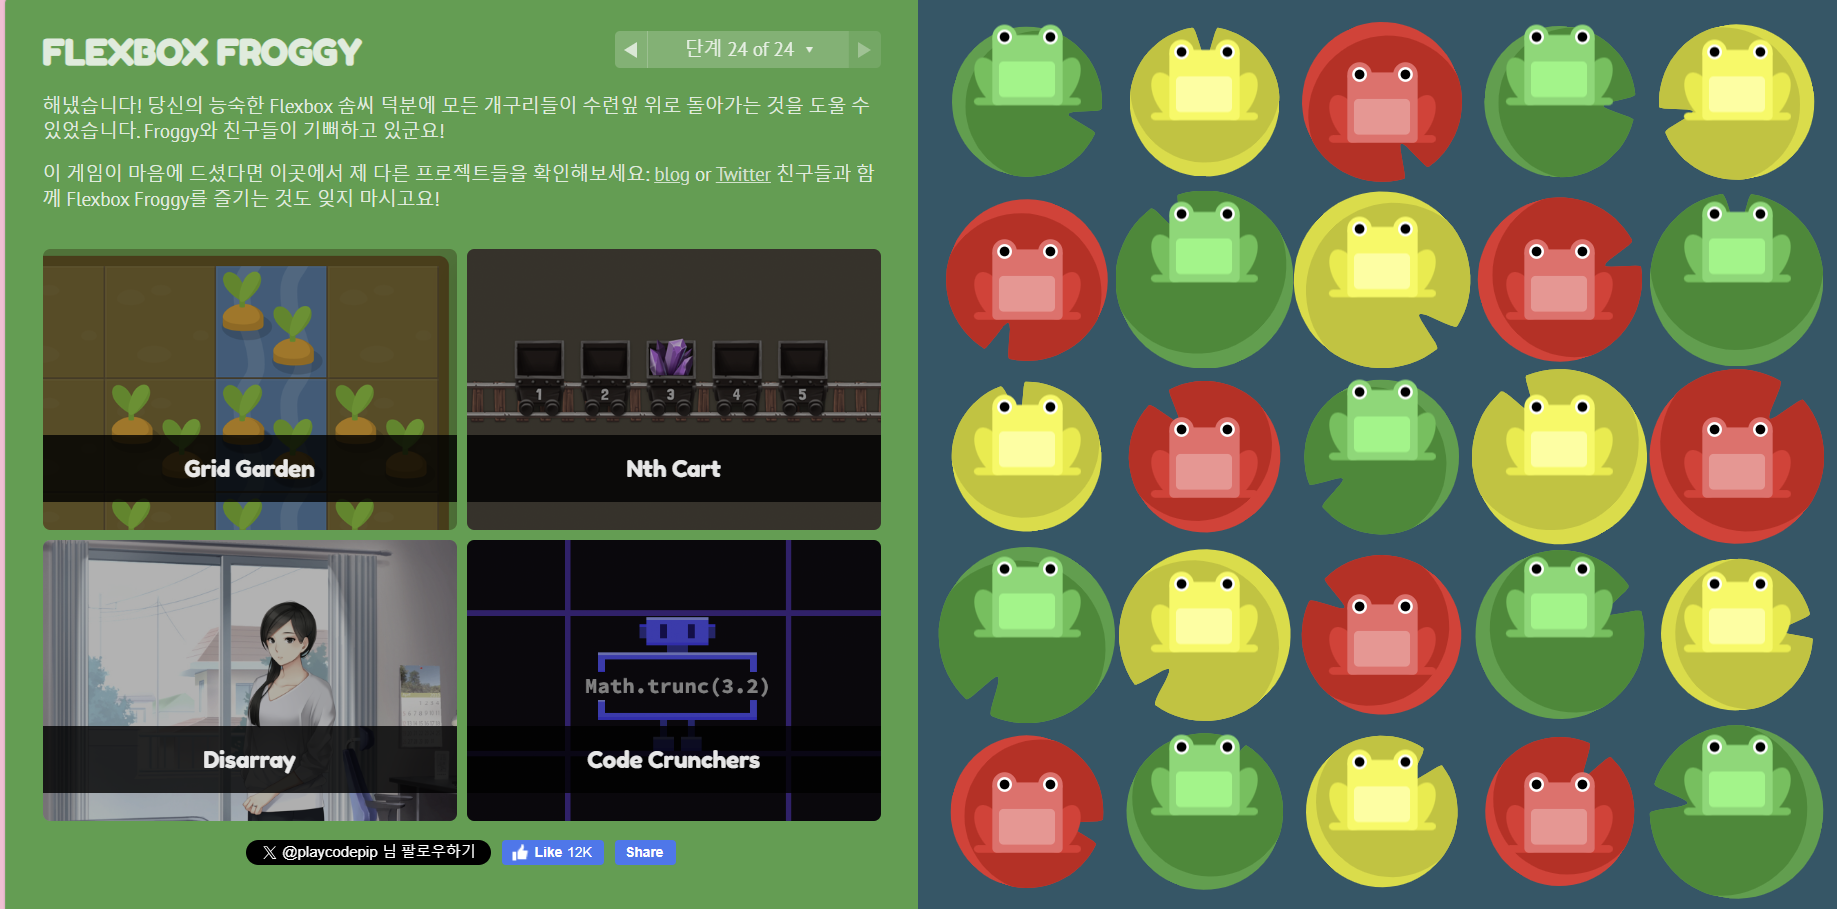 FLEXBOX FROGGY
단계 24 of 24
해냈습니다! 당신의 능숙한 Flexbox 솜씨 덕분에 모든 개구리들이 수련잎 위로 돌아가는 것을 도울 수
있었습니다. Froggy와 친구들이 기뻐하고 있군요!
이 게임이 마음에 드셨다면 이곳에서 제 다른 프로젝트들을 확인해보세요: blog or Twitter 친구들과 함
께 Flexbox Froggy를 즐기는 것도 잊지 마시고요!
1 2 3 4 5
Grid Garden
Nth Cart
Math.trunc(3.2)
Disarray
Code Crunchers
@playcodepip 님 팔로우하기
Like 12K
Share